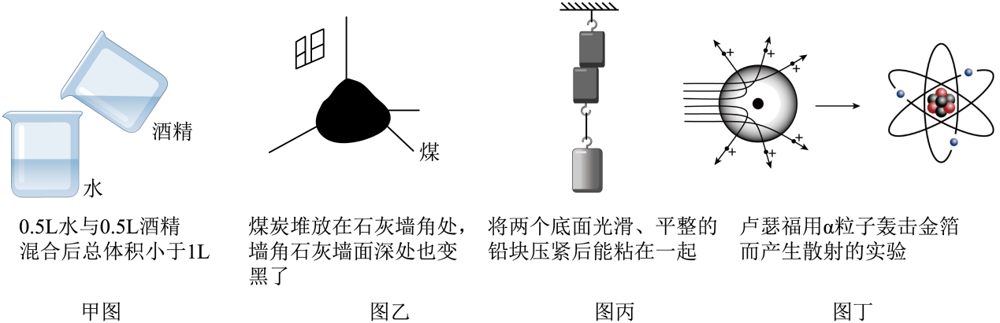 酒精
水
0.5L水与0.5L酒精
混合后总体积小于1L
甲图
煤
煤炭堆放在石灰墙角处，
墙角石灰墙面深处也变
黑了
图乙
将两个底面光滑、平整的
铅块压紧后能粘在一起
图丙
+ + +
+ + +
卢瑟福用α粒子轰击金箔
而产生散射的实验
图丁